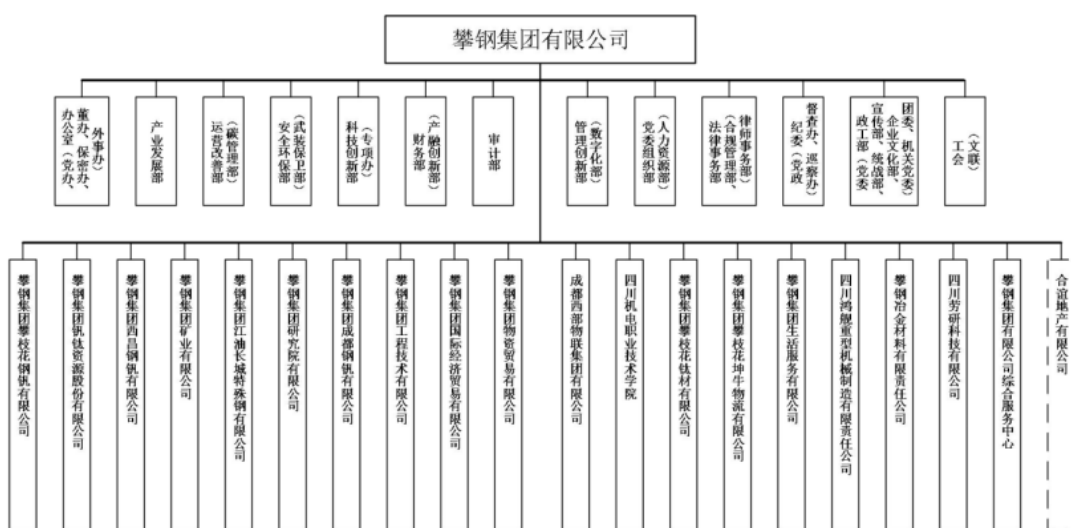 攀钢集团有限公司
办公室（党办、
董办、保密办、
外事办）
产业发展部
运营改善部
（碳管理部）
安全环保部
（武装保卫部）
科技创新部
（专项办）
财务部
（产融创新部）
审计部
管理创新部
（数字化部）
党委组织部
（人力资源部）
法律事务部
（合规管理部、
律师事务部）
纪委（党政
督查办、巡察办）
政工部（党委
宣传部、统战部、
企业文化部、
团委、机关党委）
工会
（文联）
攀钢集团攀枝花钢钒有限公司
攀钢集团钒钛资源股份有限公司
攀钢集团西昌钢钒有限公司
攀钢集团矿业有限公司
攀钢集团江油长城特殊钢有限公司
攀钢集团研究院有限公司
攀钢集团成都钢钒有限公司
攀钢集团工程技术有限公司
攀钢集团国际经济贸易有限公司
攀钢集团物资贸易有限公司
成都西部物联集团有限公司
四川机电职业技术学院
攀钢集团攀枝花钛材有限公司
攀钢集团攀枝花坤牛物流有限公司
攀钢集团生活服务有限公司
四川鸿舰重型机械制造有限责任公司
攀钢冶金材料有限责任公司
四川劳研科技有限公司
攀钢集团有限公司综合服务中心
合谊地产有限公司